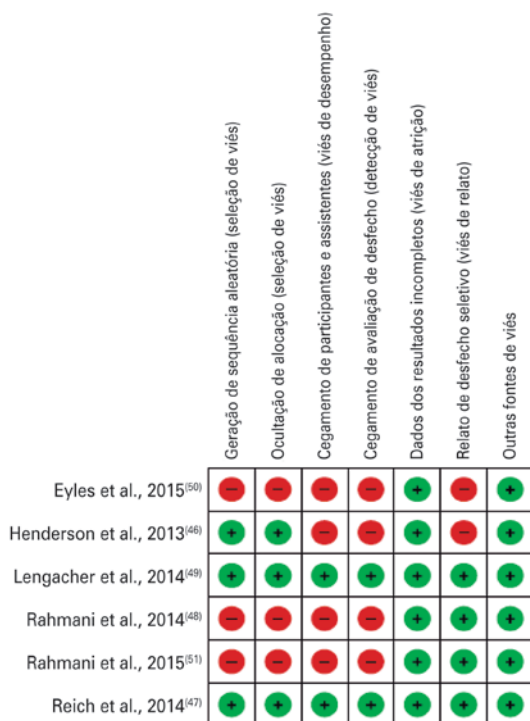 Geração de sequência aleatória (seleção de viés)
Ocultação de alocação (seleção de viés)
Cegamento de participantes e assistentes (viés de desempenho)
Cegamento de avaliação de desfecho (detecção de viés)
Dados dos resultados incompletos (viés de atrição)
Relato de desfecho seletivo (viés de relato)
Outras fontes de viés
Eyles et al., 2015(50) − − − − + − +
Henderson et al., 2013(46) + + − − + − +
Lengacher et al., 2014(49) + + + + + + +
Rahmani et al., 2014(48) − − − − + + +
Rahmani et al., 2015(51) − − − − + + +
Reich et al., 2014(47) + + + + + + +